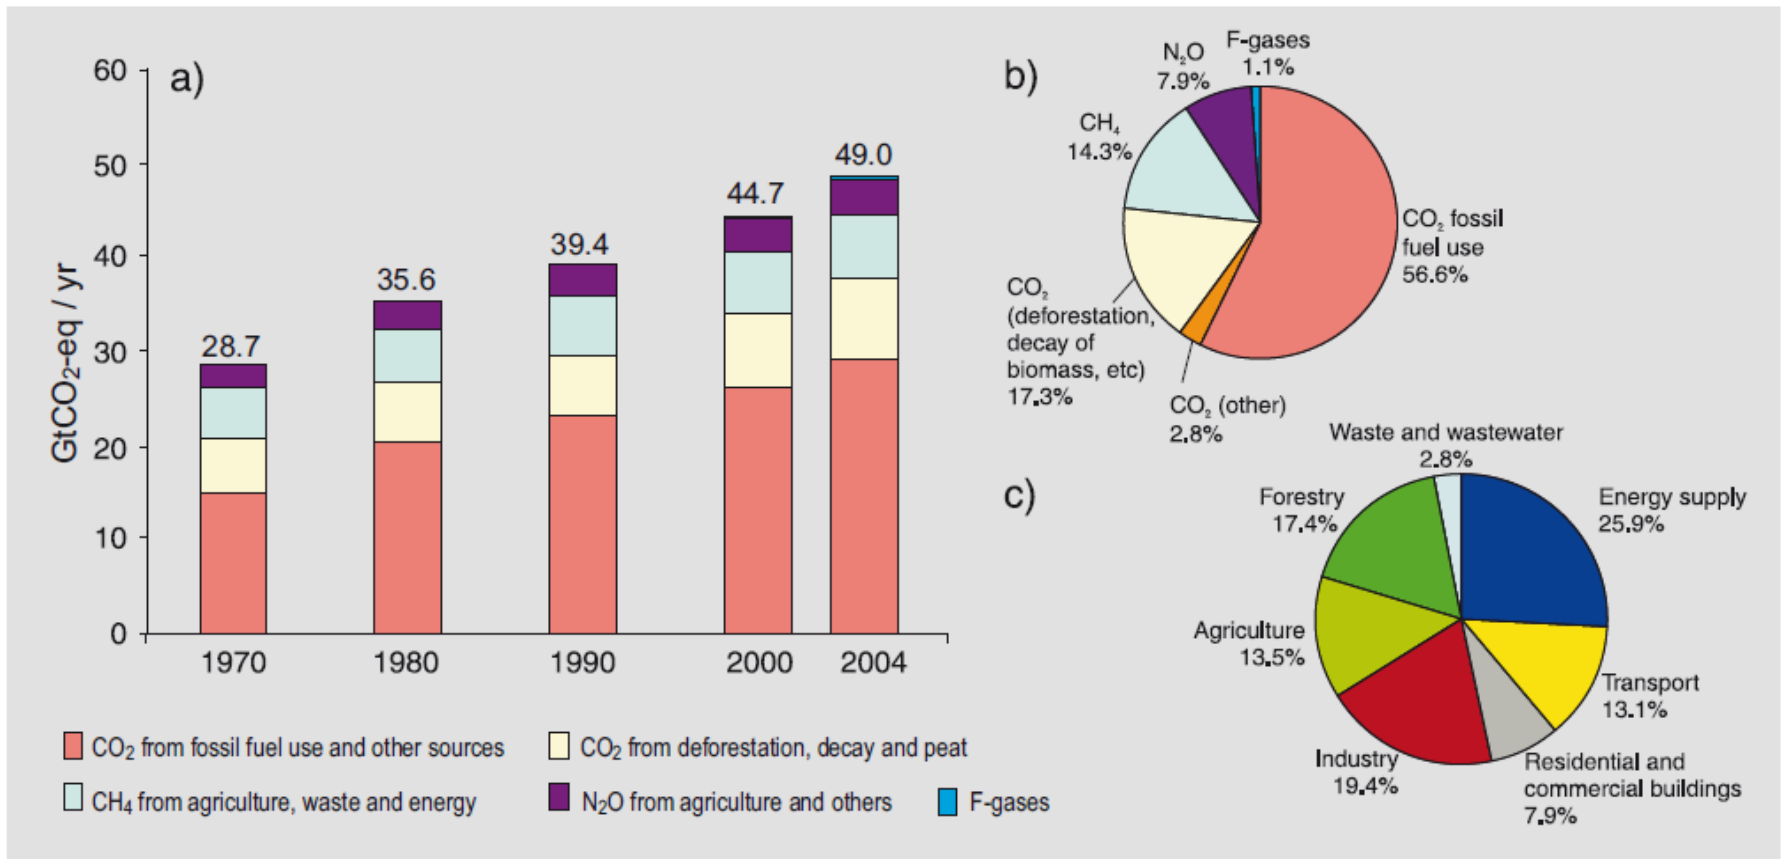 a)
60
50
40
30
20
10
0
GtCO₂-eq / yr
28.7
35.6
39.4
44.7
49.0
1970
1980
1990
2000
2004
CO₂ from fossil fuel use and other sources
CO₂ from deforestation, decay and peat
CH₄ from agriculture, waste and energy
N₂O from agriculture and others
F-gases
b)
F-gases
1.1%
N₂O
7.9%
CH₄
14.3%
CO₂ fossil
fuel use
56.6%
CO₂
(deforestation,
decay of
biomass, etc)
17.3%
CO₂ (other)
2.8%
c)
Waste and wastewater
2.8%
Forestry
17.4%
Energy supply
25.9%
Agriculture
13.5%
Transport
13.1%
Industry
19.4%
Residential and
commercial buildings
7.9%